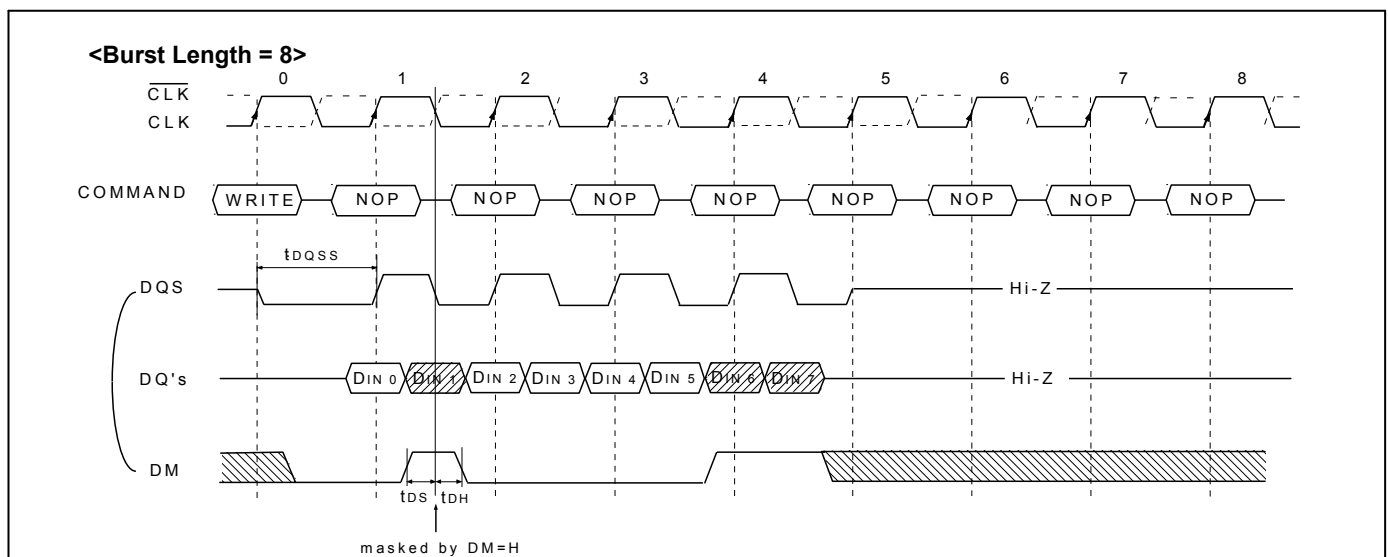 <Burst Length = 8>
0 1 2 3 4 5 6 7 8
CLK
CLK
COMMAND WRITE NOP NOP NOP NOP NOP NOP NOP NOP
tDQSS
DQS Hi-Z
DQ's DIN 0 DIN 1 DIN 2 DIN 3 DIN 4 DIN 5 DIN 6 DIN 7 Hi-Z
DM
tDS tDH
masked by DM=H